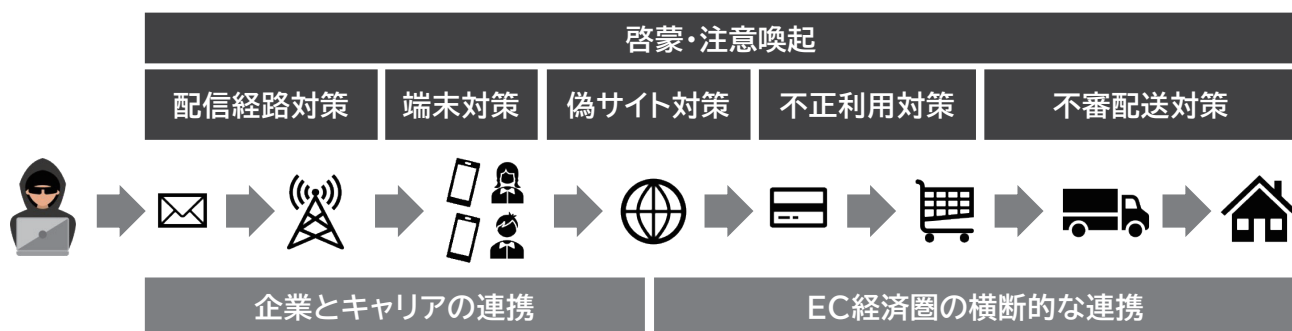 啓蒙・注意喚起
配信経路対策
端末対策
偽サイト対策
不正利用対策
不審配送対策
企業とキャリアの連携
EC経済圏の横断的な連携